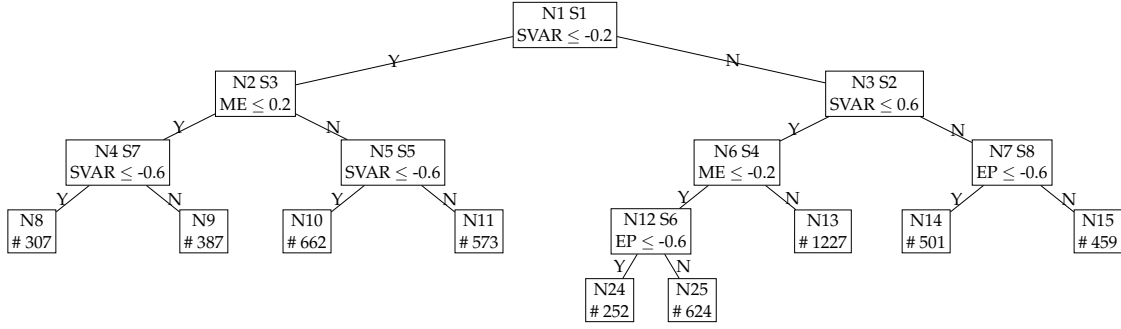 N1 S1
SVAR ≤ -0.2
Y
N
N2 S3
ME ≤ 0.2
N3 S2
SVAR ≤ 0.6
Y
N
Y
N
N4 S7
SVAR ≤ -0.6
N5 S5
SVAR ≤ -0.6
N6 S4
ME ≤ -0.2
N7 S8
EP ≤ -0.6
Y
N
Y
N
Y
N
Y
N
N8
# 307
N9
# 387
N10
# 662
N11
# 573
N12 S6
EP ≤ -0.6
N13
# 1227
N14
# 501
N15
# 459
Y
N
N24
# 252
N25
# 624